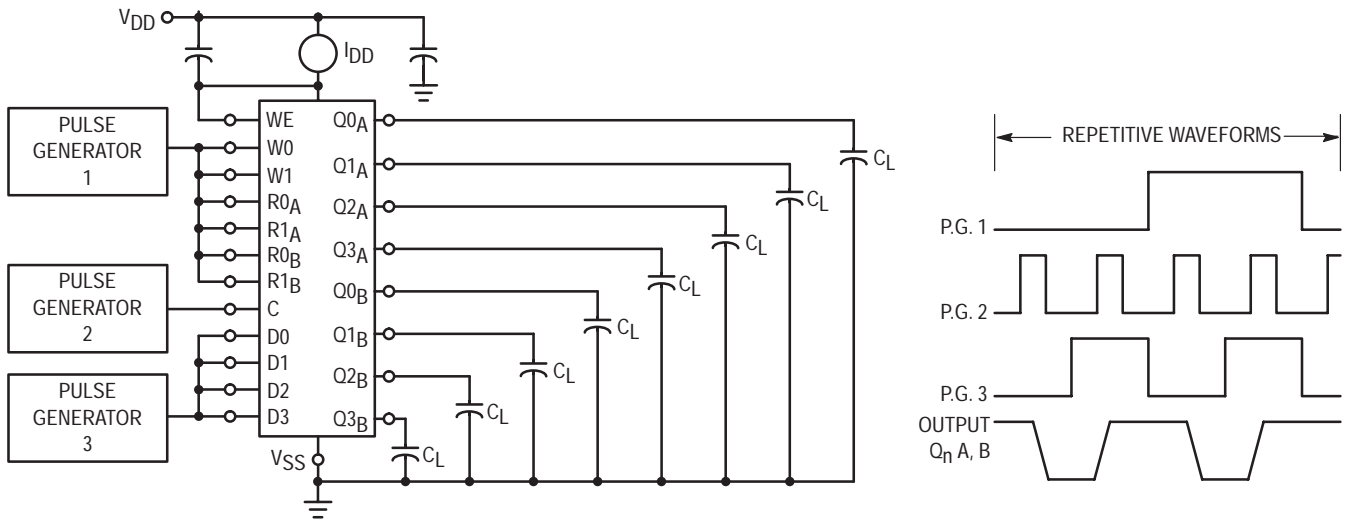 VDD
IDD
PULSE
GENERATOR
1
PULSE
GENERATOR
2
PULSE
GENERATOR
3
WE
W0
W1
R0A
R1A
R0B
R1B
C
D0
D1
D2
D3
Q0A
Q1A
Q2A
Q3A
Q0B
Q1B
Q2B
Q3B
VSS
CL
CL
CL
CL
CL
CL
CL
CL
REPETITIVE WAVEFORMS
P.G. 1
P.G. 2
P.G. 3
OUTPUT
Qn A, B